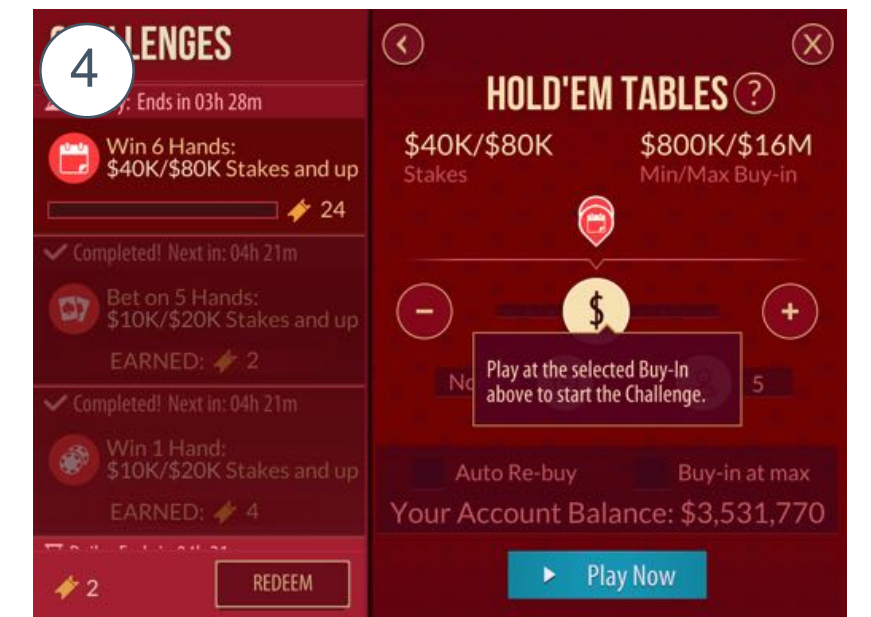 4
LENGES
Ends in 03h 28m
Win 6 Hands:
$40K/$80K Stakes and up
24
Completed! Next in: 04h 21m
Bet on 5 Hands:
$10K/$20K Stakes and up
EARNED: 2
Completed! Next in: 04h 21m
Win 1 Hand:
$10K/$20K Stakes and up
EARNED: 4
2
REDEEM
HOLD'EM TABLES ?
$40K/$80K
Stakes
$800K/$16M
Min/Max Buy-in
-
$
+
Play at the selected Buy-In
above to start the Challenge.
5
Auto Re-buy
Buy-in at max
Your Account Balance: $3,531,770
Play Now